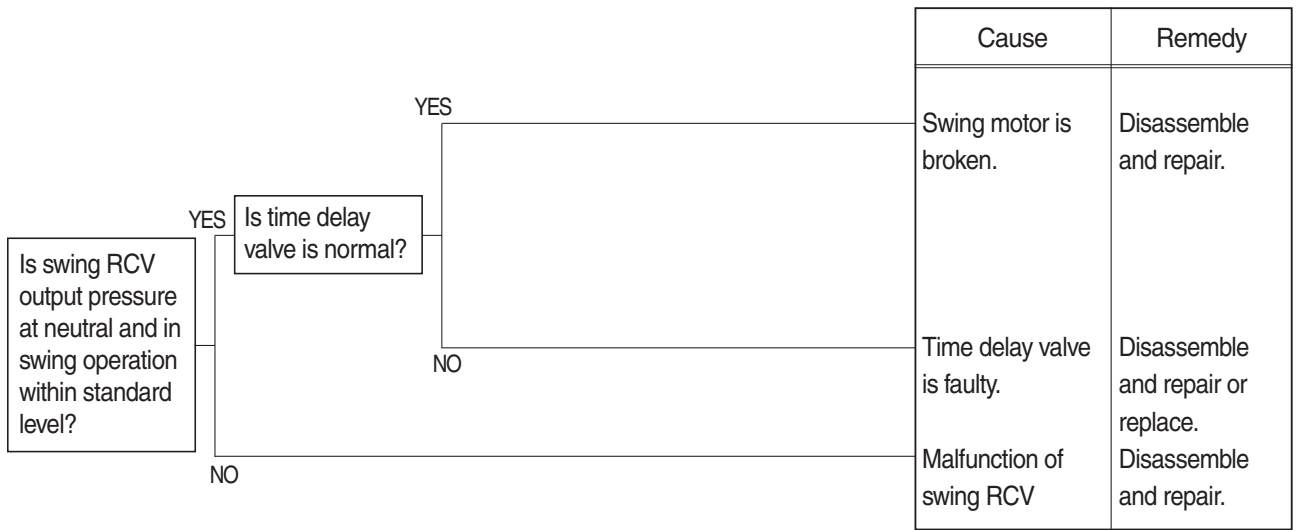 Cause
Remedy
YES
Swing motor is
broken.
Disassemble
and repair.
YES
Is time delay
valve is normal?
Is swing RCV
output pressure
at neutral and in
swing operation
within standard
level?
NO
Time delay valve
is faulty.
Disassemble
and repair or
replace.
NO
Malfunction of
swing RCV
Disassemble
and repair.